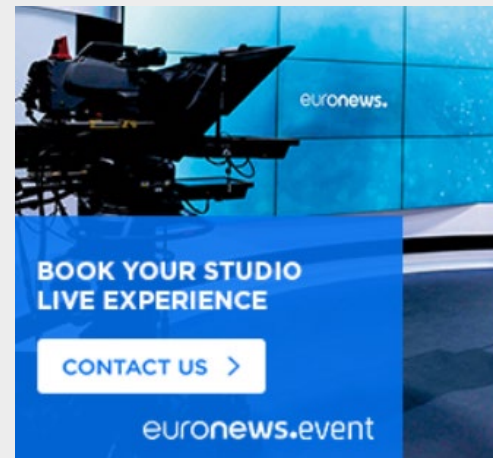 euronews.
BOOK YOUR STUDIO
LIVE EXPERIENCE
CONTACT US >
euronews.event